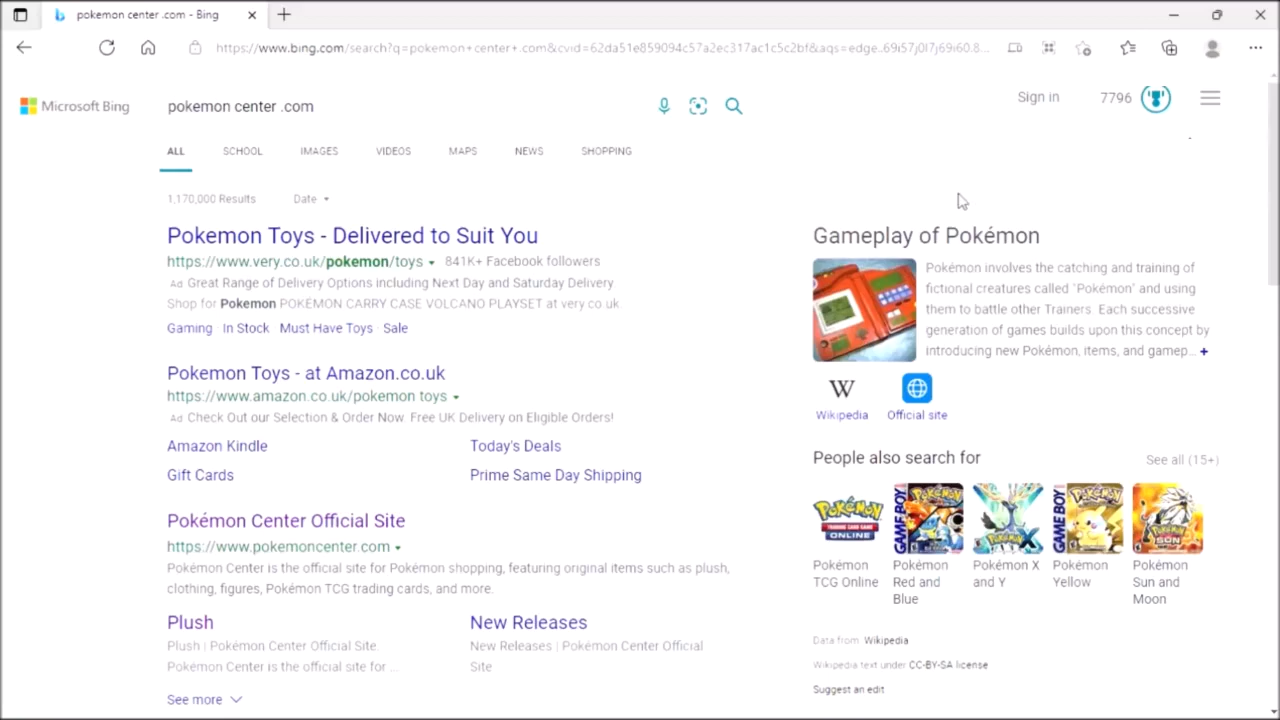 pokemon center .com - Bing
https://www.bing.com/search?q=pokemon+center+.com&cvid=62da51e859094c57a2ec317ac1c5c2bf&aqs=edge..69i57j0l7j69i60.8...
Microsoft Bing
pokemon center .com
Sign in
7796
ALL SCHOOL IMAGES VIDEOS MAPS NEWS SHOPPING
1,170,000 Results Date
Pokemon Toys - Delivered to Suit You
https://www.very.co.uk/pokemon/toys 841K+ Facebook followers
Ad Great Range of Delivery Options including Next Day and Saturday Delivery
Shop for Pokemon POKEMON CARRY CASE VOLCANO PLAYSET at very co uk.
Gaming · In Stock · Must Have Toys · Sale
Pokemon Toys - at Amazon.co.uk
https://www.amazon.co.uk/pokemon toys
Ad Check Out our Selection & Order Now. Free UK Delivery on Eligible Orders!
Amazon Kindle
Today's Deals
Gift Cards
Prime Same Day Shipping
Pokémon Center Official Site
https://www.pokemoncenter.com
Pokémon Center is the official site for Pokémon shopping, featuring original items such as plush,
clothing, figures, Pokémon TCG trading cards, and more.
Plush
Plush | Pokémon Center Official Site.
Pokémon Center is the official site for ...
New Releases
New Releases | Pokémon Center Official
Site
See more
Gameplay of Pokémon
Pokémon involves the catching and training of
fictional creatures called `Pokémon` and using
them to battle other Trainers. Each successive
generation of games builds upon this concept by
introducing new Pokémon, items, and gamep... +
W
Wikipedia
Official site
People also search for
See all (15+)
POKÉMON
TRADING CARD GAME
ONLINE
GAME BOY
Pokémon
TCG Online
Pokémon
Red and
Blue
Pokémon X
and Y
Pokémon
Yellow
Pokémon
Sun and
Moon
Data from: Wikipedia
Wikipedia text under CC-BY-SA license
Suggest an edit